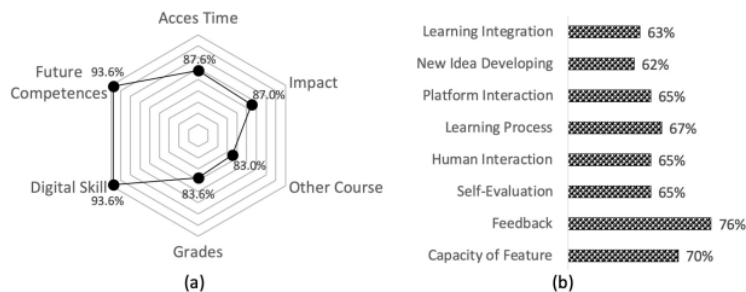 Acces Time
87.6%
Impact
87.0%
Other Course
83.0%
Grades
83.6%
Digital Skill
93.6%
Future
Competences
93.6%
(a)
Learning Integration 63%
New Idea Developing 62%
Platform Interaction 65%
Learning Process 67%
Human Interaction 65%
Self-Evaluation 65%
Feedback 76%
Capacity of Feature 70%
(b)